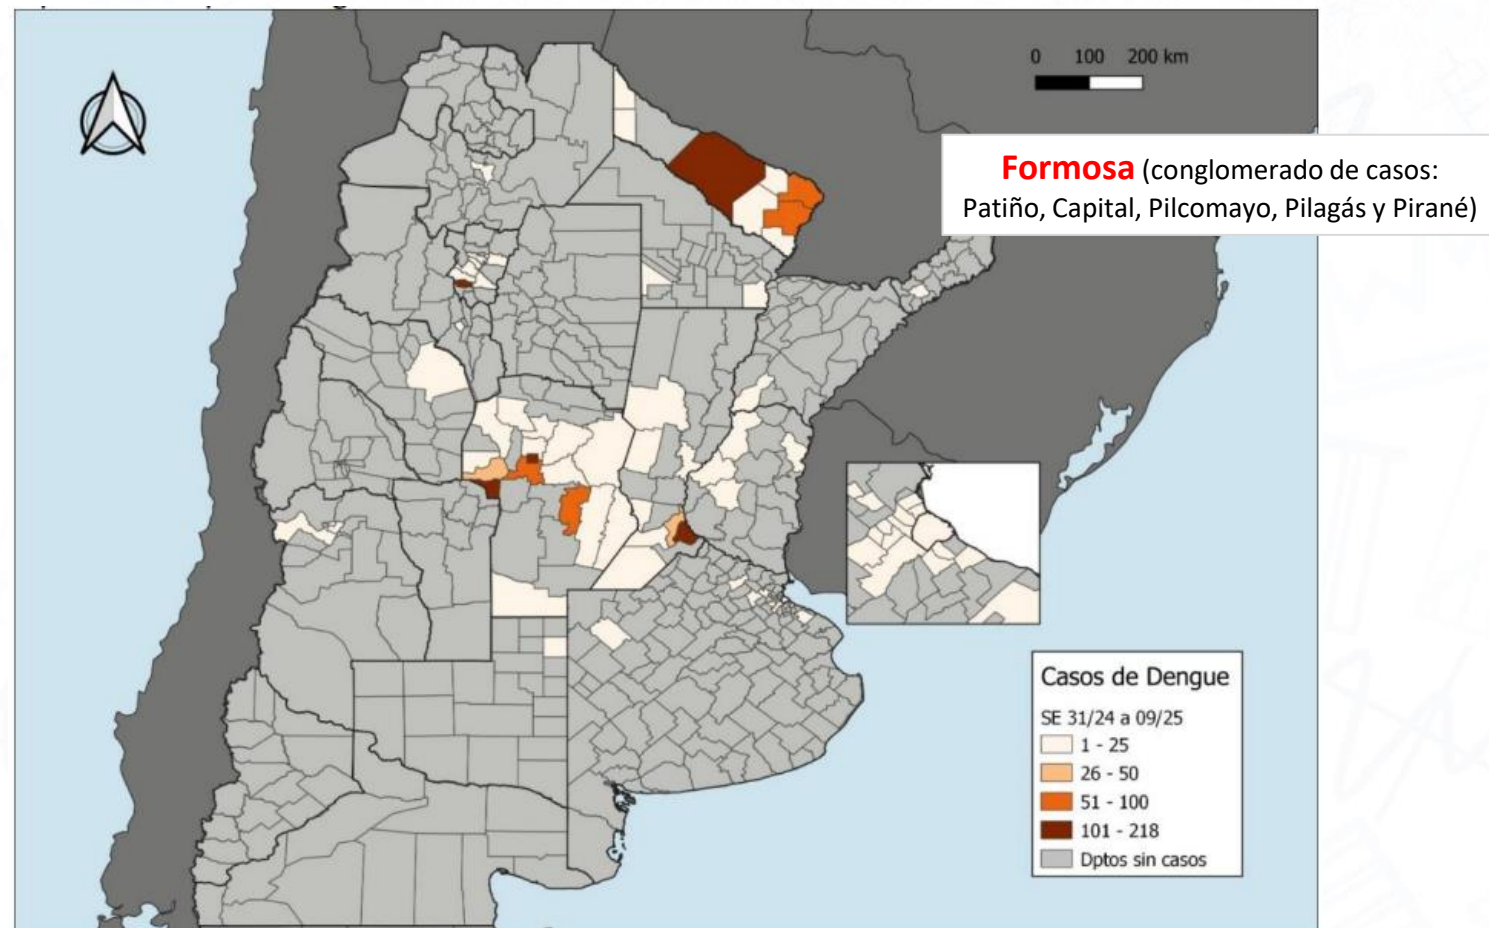 0 100 200 km
Formosa (conglomerado de casos:
Patiño, Capital, Pilcomayo, Pilagás y Pirané)
Casos de Dengue
SE 31/24 a 09/25
1 - 25
26 - 50
51 - 100
101 - 218
Dptos sin casos